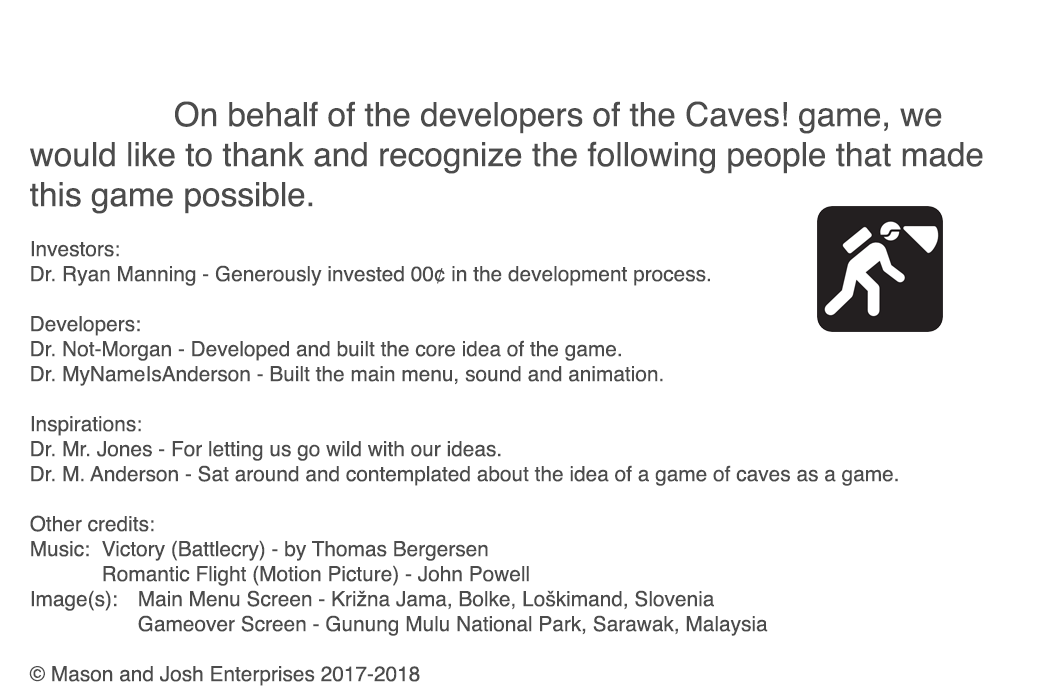 On behalf of the developers of the Caves! game, we
would like to thank and recognize the following people that made
this game possible.
Investors:
Dr. Ryan Manning - Generously invested 00¢ in the development process.
Developers:
Dr. Not-Morgan - Developed and built the core idea of the game.
Dr. MyNameIsAnderson - Built the main menu, sound and animation.
Inspirations:
Dr. Mr. Jones - For letting us go wild with our ideas.
Dr. M. Anderson - Sat around and contemplated about the idea of a game of caves as a game.
Other credits:
Music: Victory (Battlecry) - by Thomas Bergersen
Romantic Flight (Motion Picture) - John Powell
Image(s): Main Menu Screen - Križna Jama, Bolke, Loškimand, Slovenia
Gameover Screen - Gunung Mulu National Park, Sarawak, Malaysia
© Mason and Josh Enterprises 2017-2018